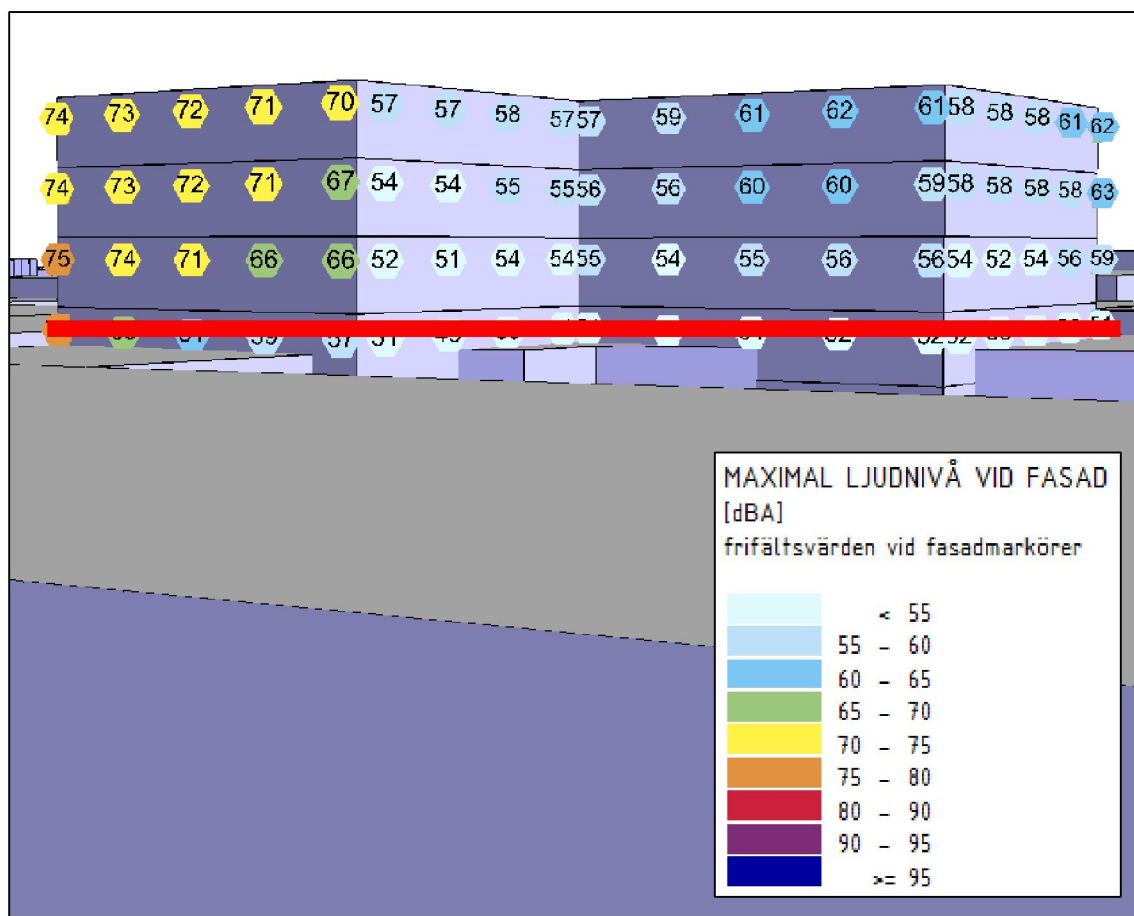 74 73 72 71 70 57 57 58 57 57 59 61 62 61 58 58 58 61 62
74 73 72 71 67 54 54 55 55 56 56 60 60 59 58 58 58 58 63
75 74 71 66 66 52 51 54 54 55 54 55 56 56 54 52 54 56 59
57
MAXIMAL LJUDNIVÅ VID FASAD
[dBA]
frifältsvärden vid fasadmarkörer
< 55
55 - 60
60 - 65
65 - 70
70 - 75
75 - 80
80 - 90
90 - 95
>= 95